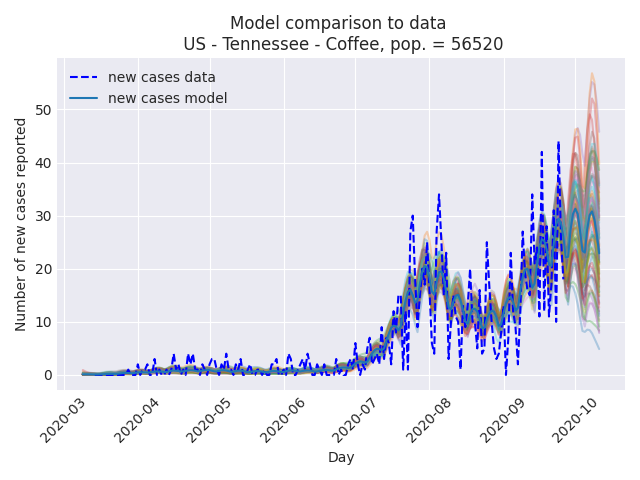 Model comparison to data
US - Tennessee - Coffee, pop. = 56520
new cases data
new cases model
Number of new cases reported
50
40
30
20
10
0
2020-03
2020-04
2020-05
2020-06
2020-07
2020-08
2020-09
2020-10
Day